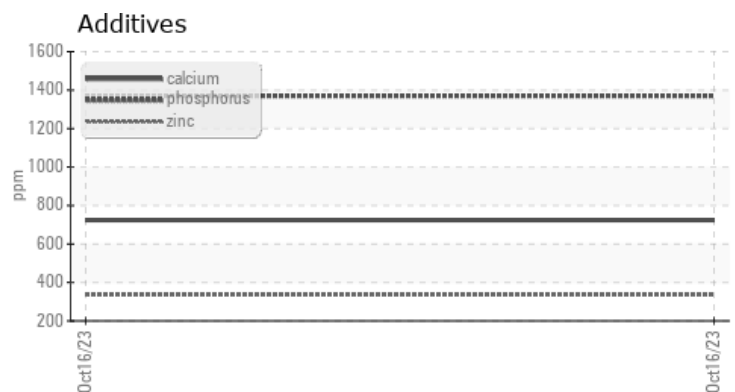 Additives
1600
1400
1200
1000
800
600
400
200
ppm
calcium
phosphorus
zinc
Oct16/23
Oct16/23